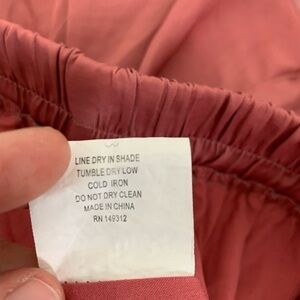 LINE DRY IN SHADE
TUMBLE DRY LOW
COLD IRON
DO NOT DRY CLEAN
MADE IN CHINA
RN 149312